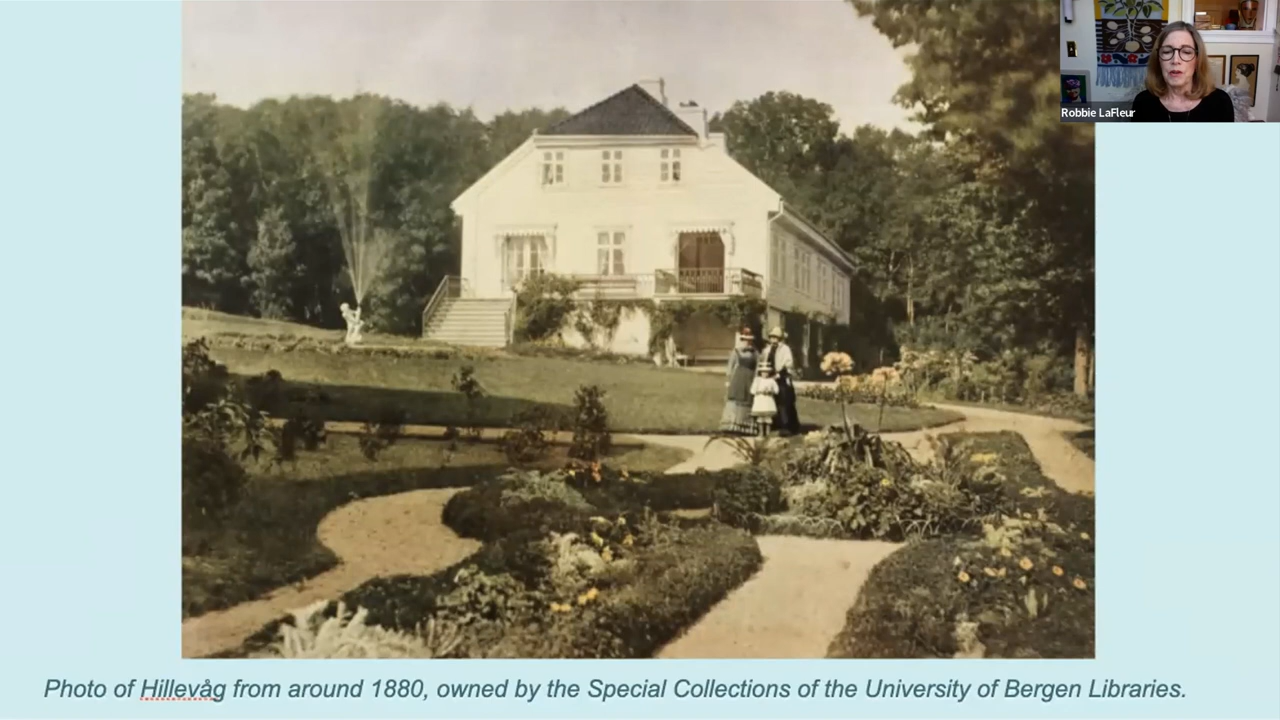 Robbie LaFleur
Photo of Hillevåg from around 1880, owned by the Special Collections of the University of Bergen Libraries.